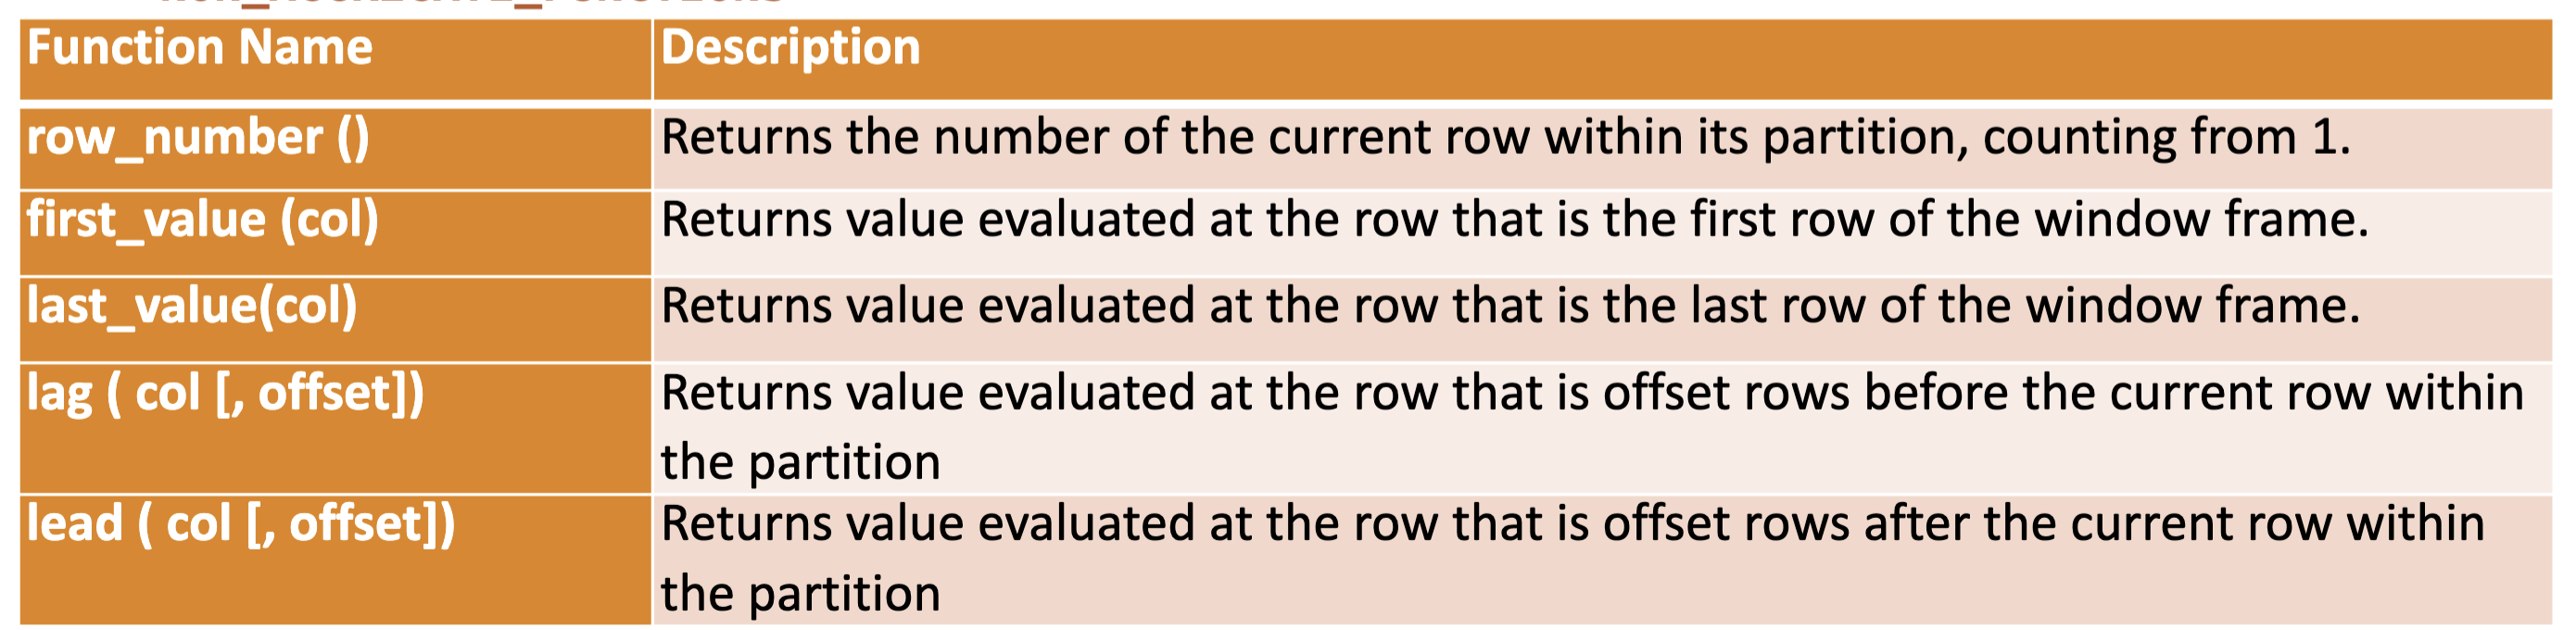 Function Name Description
row_number () Returns the number of the current row within its partition, counting from 1.
first_value (col) Returns value evaluated at the row that is the first row of the window frame.
last_value(col) Returns value evaluated at the row that is the last row of the window frame.
lag ( col [, offset]) Returns value evaluated at the row that is offset rows before the current row within
the partition
lead ( col [, offset]) Returns value evaluated at the row that is offset rows after the current row within
the partition